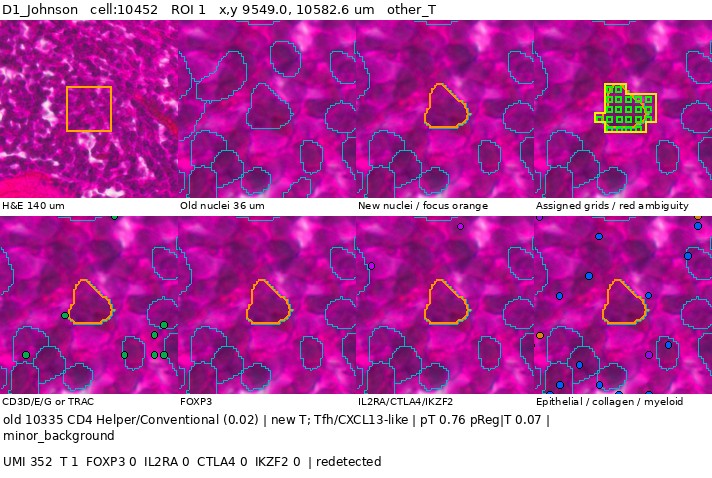 D1_Johnson cell:10452 ROI 1 x,y 9549.0, 10582.6 um other_T
H&E 140 um
Old nuclei 36 um
New nuclei / focus orange
Assigned grids / red ambiguity
CD3D/E/G or TRAC
FOXP3
IL2RA/CTLA4/IKZF2
Epithelial / collagen / myeloid
old 10335 CD4 Helper/Conventional (0.02) | new T; Tfh/CXCL13-like | pT 0.76 pReg|T 0.07 |
minor_background
UMI 352 T 1 FOXP3 0 IL2RA 0 CTLA4 0 IKZF2 0 | redetected